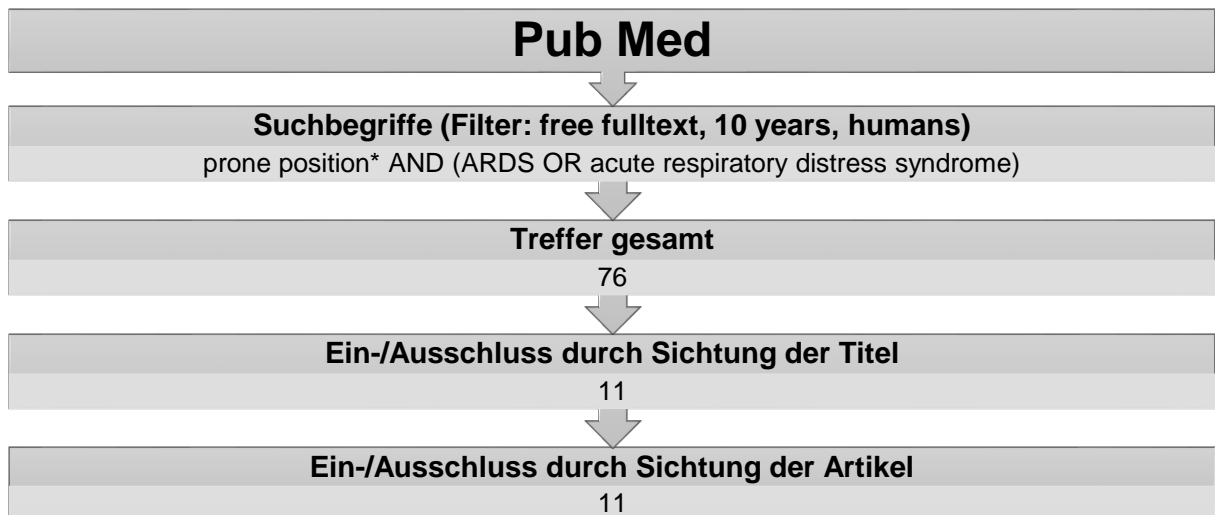 Pub Med
Suchbegriffe (Filter: free fulltext, 10 years, humans)
prone position* AND (ARDS OR acute respiratory distress syndrome)
Treffer gesamt
76
Ein-/Ausschluss durch Sichtung der Titel
11
Ein-/Ausschluss durch Sichtung der Artikel
11